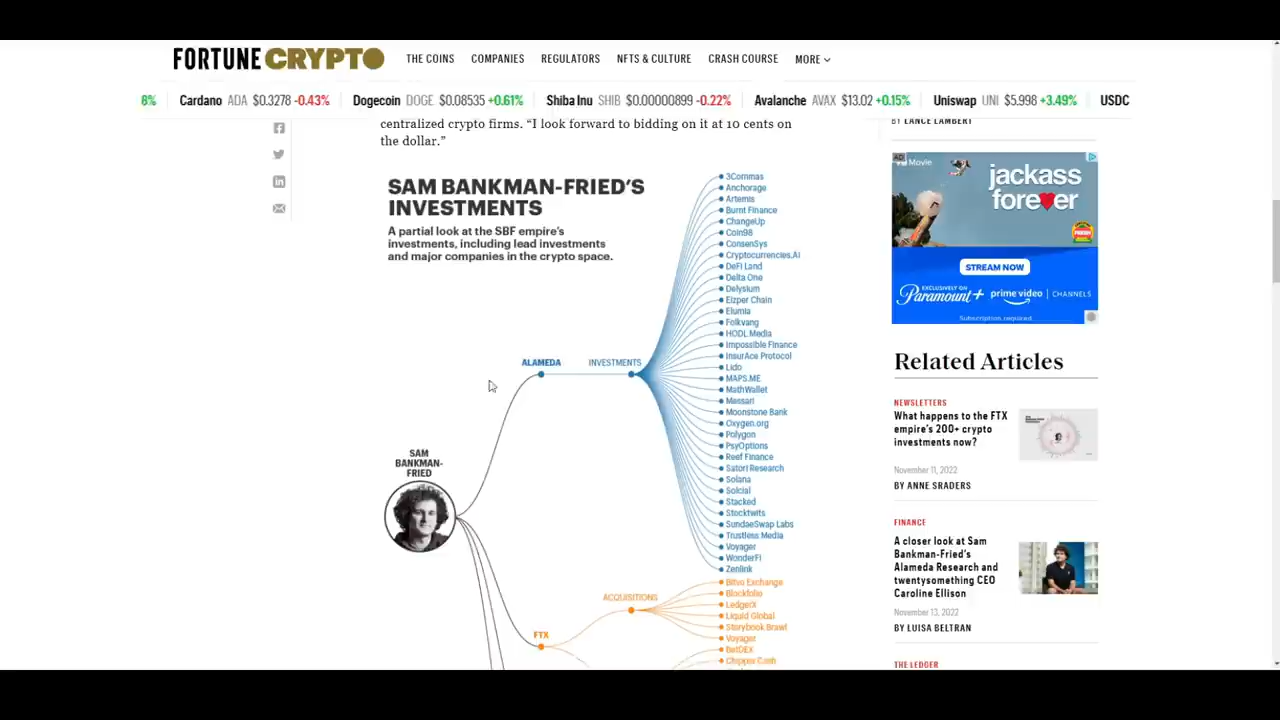 FORTUNE CRYPTO
THE COINS COMPANIES REGULATORS NFTS & CULTURE CRASH COURSE MORE
8% Cardano ADA $0.3278 -0.43% Dogecoin DOGE $0.08535 +0.61% Shiba Inu SHIB $0.00000899 -0.22% Avalanche AVAX $13.02 +0.15% Uniswap UNI $5.998 +3.49% USDC
centralized crypto firms. “I look forward to bidding on it at 10 cents on
the dollar.”
SAM BANKMAN-FRIED’S
INVESTMENTS
A partial look at the SBF empire’s
investments, including lead investments
and major companies in the crypto space.
SAM
BANKMAN-
FRIED
ALAMEDA
INVESTMENTS
3Commas
Anchorage
Artemis
Burnt Finance
ChangeUp
Coin98
ConsenSys
Cryptocurrencies.AI
DeFi Land
Delta One
Delysium
Eizper Chain
Elumia
Folkvang
HODL Media
Impossible Finance
InsurAce Protocol
Lido
MAPS.ME
MathWallet
Messari
Moonstone Bank
Oxygen.org
Polygon
PsyOptions
Reef Finance
Satori Research
Solana
Solcial
Stacked
Stocktwits
SundaeSwap Labs
Trustless Media
Voyager
WonderFi
Zenlink
FTX
ACQUISITIONS
Bitvo Exchange
Blockfolio
LedgerX
Liquid Global
Storybook Brawl
Voyager
BetDEX
Chipper Cash
BY LANCE LAMBERT
AD
Movie
jackass
forever
STREAM NOW
EXCLUSIVELY ON
Paramount+ prime video CHANNELS
Subscription required.
Related Articles
NEWSLETTERS
What happens to the FTX
empire’s 200+ crypto
investments now?
November 11, 2022
BY ANNE SRADERS
FINANCE
A closer look at Sam
Bankman-Fried’s
Alameda Research and
twentysomething CEO
Caroline Ellison
November 13, 2022
BY LUISA BELTRAN
THE LEDGER